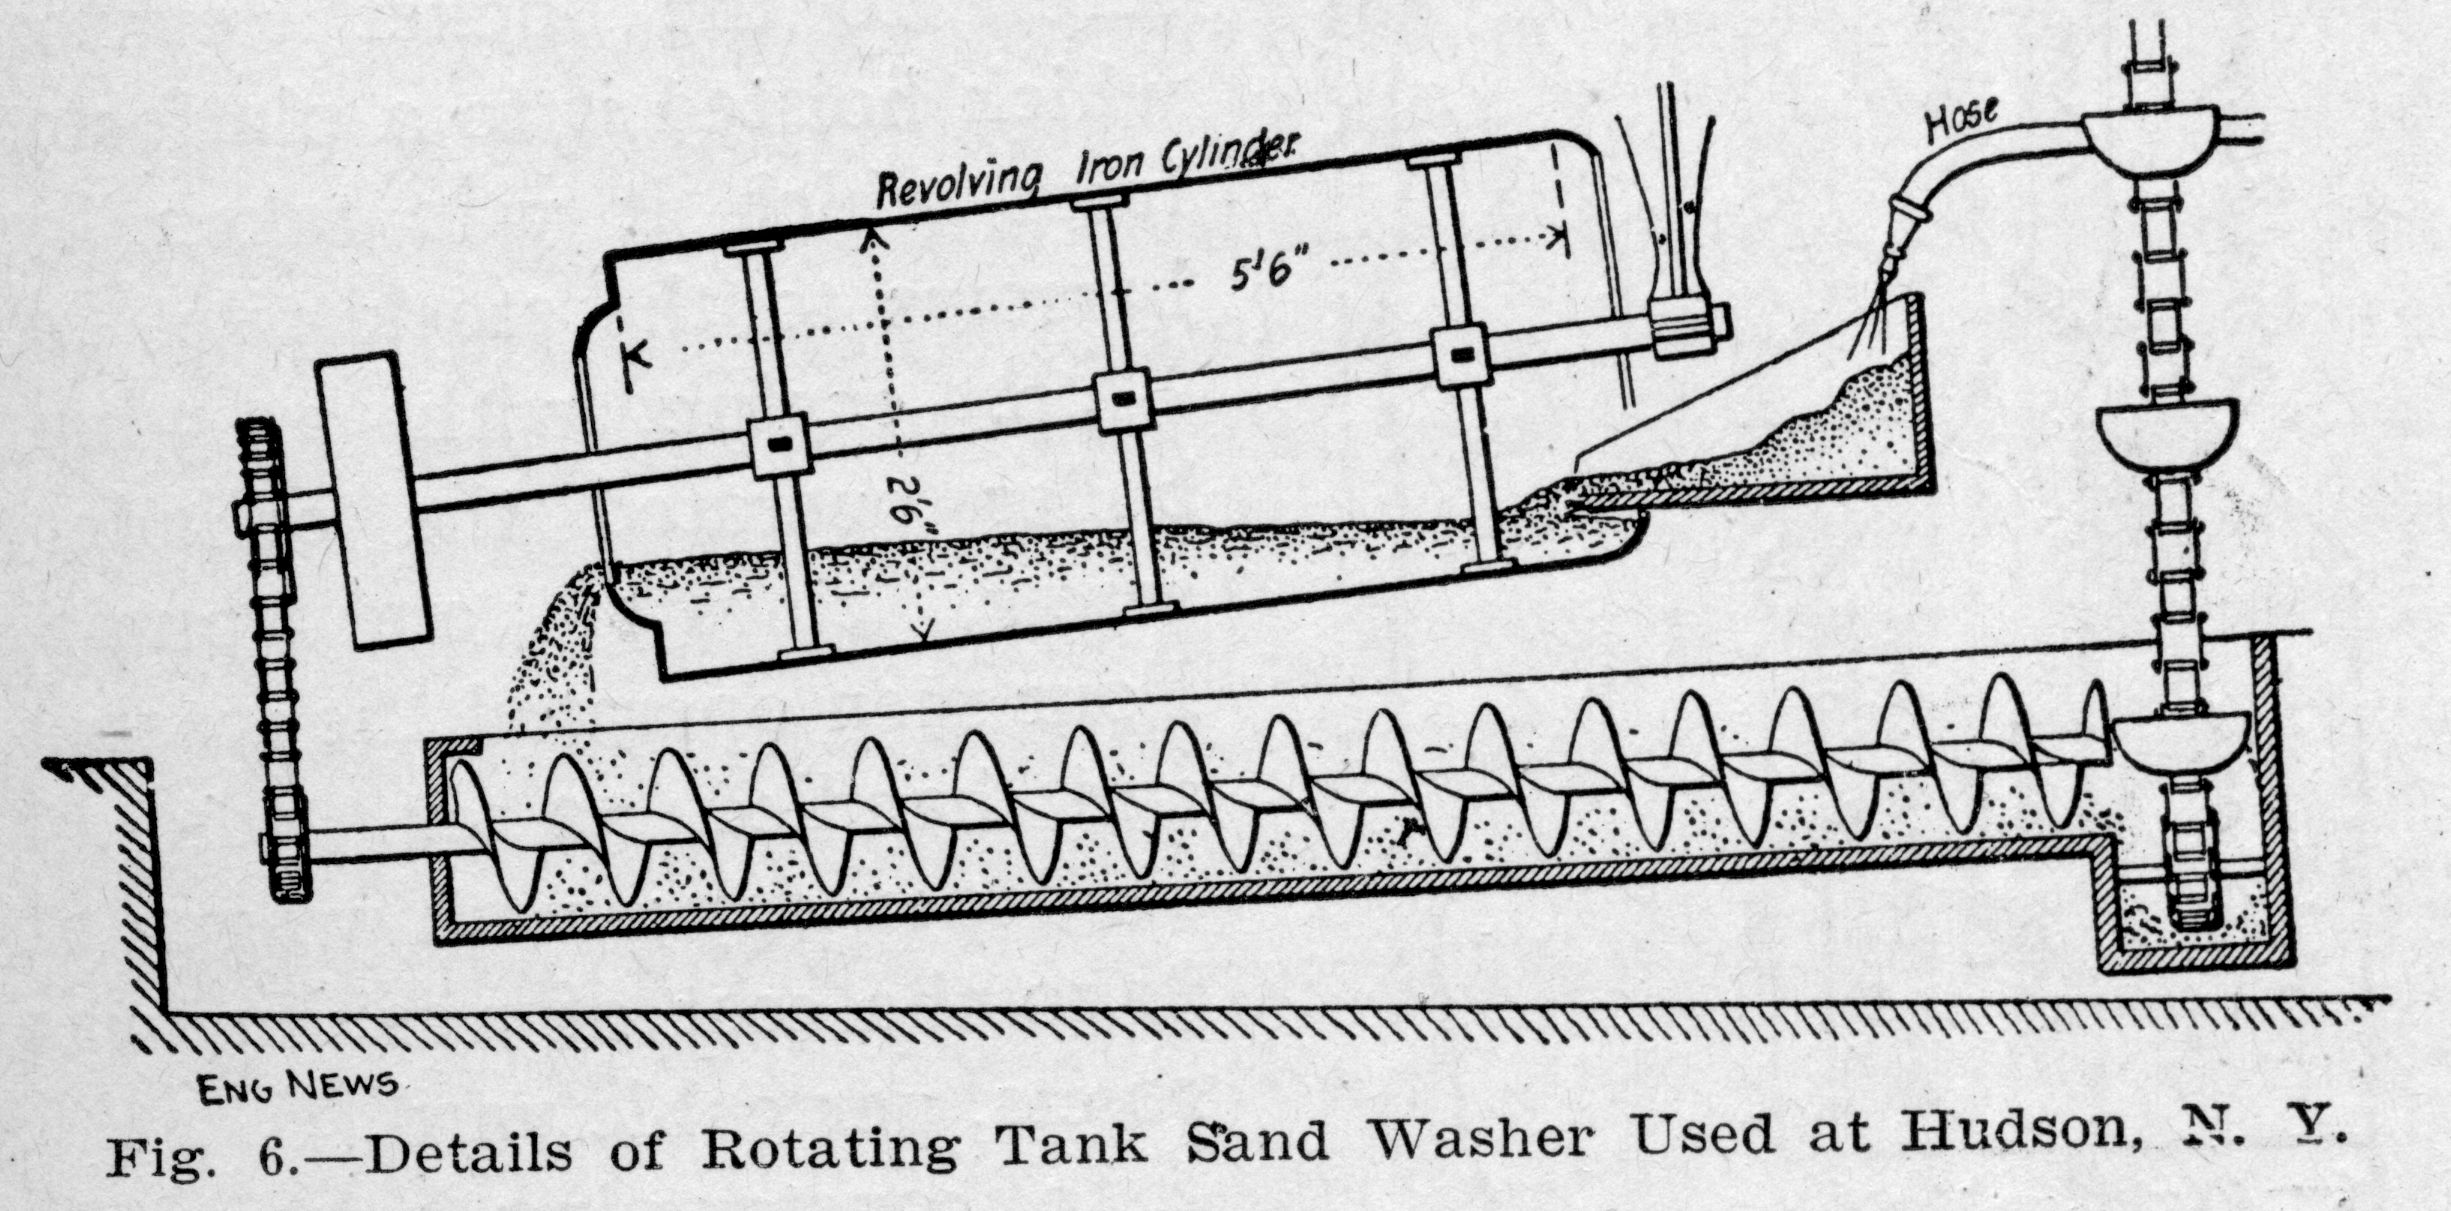 Hose
Revolving Iron Cylinder.
5'6"
2'6"
ENG NEWS.
Fig. 6.—Details of Rotating Tank Sand Washer Used at Hudson, N. Y.